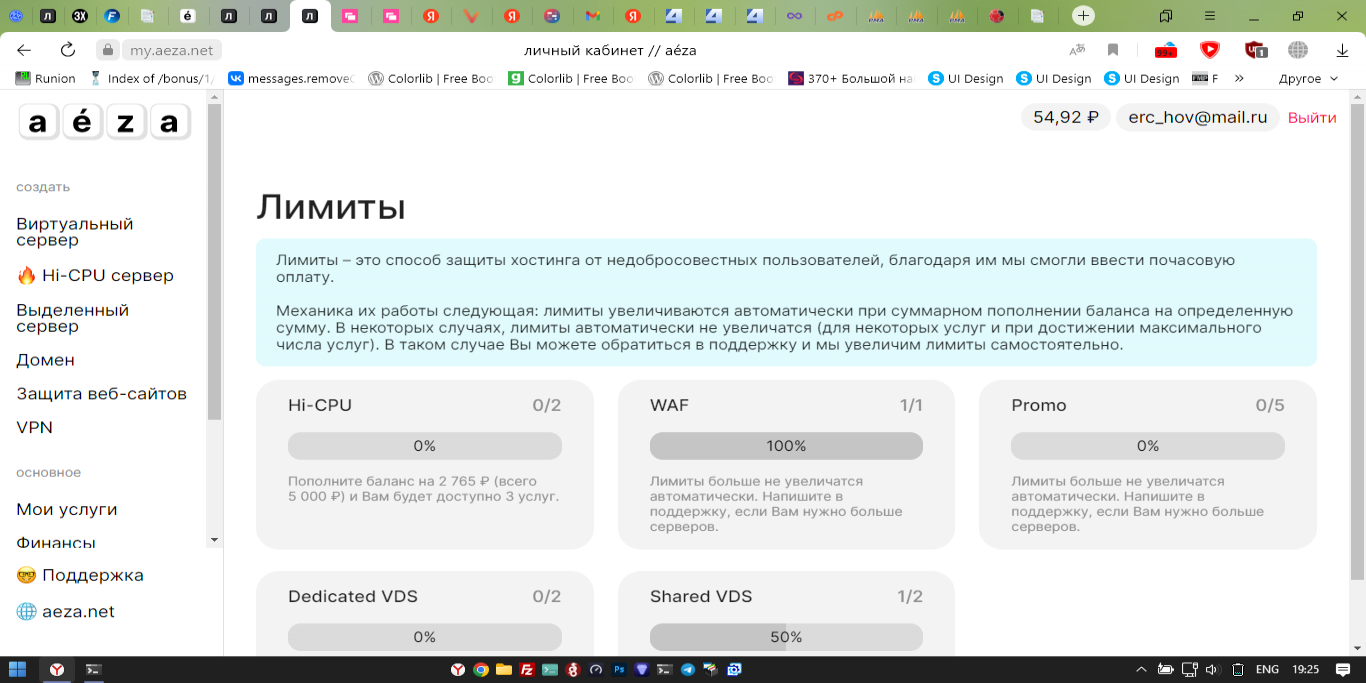 my.aeza.net
личный кабинет // aéza
99+
1
Runion
Index of /bonus/1/
messages.remove
Colorlib | Free Boo
Colorlib | Free Boo
Colorlib | Free Boo
370+ Большой на
UI Design
UI Design
UI Design
F
»
Другое
aéza
54,92 ₽
erc_hov@mail.ru
Выйти
создать
Виртуальный
сервер
Hi-CPU сервер
Выделенный
сервер
Домен
Защита веб-сайтов
VPN
основное
Мои услуги
Финансы
Поддержка
aeza.net
Лимиты
Лимиты – это способ защиты хостинга от недобросовестных пользователей, благодаря им мы смогли ввести почасовую
оплату.
Механика их работы следующая: лимиты увеличиваются автоматически при суммарном пополнении баланса на определенную
сумму. В некоторых случаях, лимиты автоматически не увеличатся (для некоторых услуг и при достижении максимального
числа услуг). В таком случае Вы можете обратиться в поддержку и мы увеличим лимиты самостоятельно.
Hi-CPU 0/2
0%
Пополните баланс на 2 765 ₽ (всего
5 000 ₽) и Вам будет доступно 3 услуг.
WAF 1/1
100%
Лимиты больше не увеличатся
автоматически. Напишите в
поддержку, если Вам нужно больше
серверов.
Promo 0/5
0%
Лимиты больше не увеличатся
автоматически. Напишите в
поддержку, если Вам нужно больше
серверов.
Dedicated VDS 0/2
0%
Shared VDS 1/2
50%
ENG
19:25